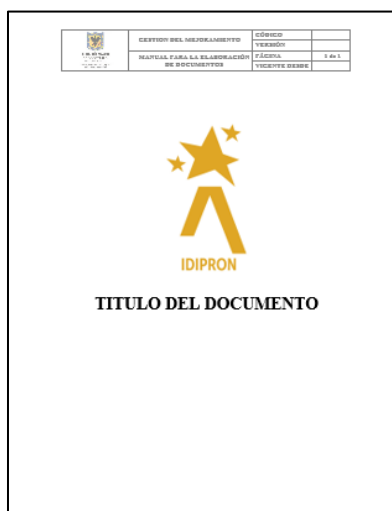 GESTIÓN DEL MEJORAMIENTO
CÓDIGO
VERSIÓN
MANUAL PARA LA ELABORACIÓN
DE DOCUMENTOS
PÁGINA
1 de 1
VIGENTE DESDE
IDIPRON
TITULO DEL DOCUMENTO